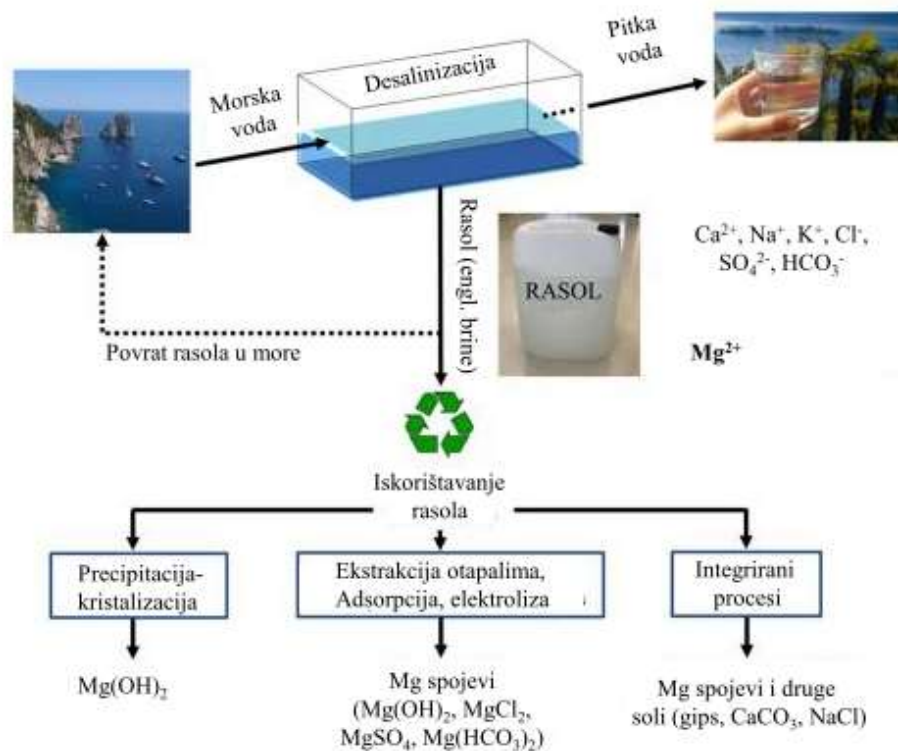 Morska
voda
Desalinizacija
Pitka
voda
Rasol (engl. brine)
RASOL
Ca²⁺, Na⁺, K⁺, Cl⁻,
SO₄²⁻, HCO₃⁻
Mg²⁺
Povrat rasola u more
Iskorištavanje
rasola
Precipitacija-
kristalizacija
Ekstrakcija otapalima,
Adsorpcija, elektroliza
Integrirani
procesi
Mg(OH)₂
Mg spojevi
(Mg(OH)₂, MgCl₂,
MgSO₄, Mg(HCO₃)₂)
Mg spojevi i druge
soli (gips, CaCO₃, NaCl)